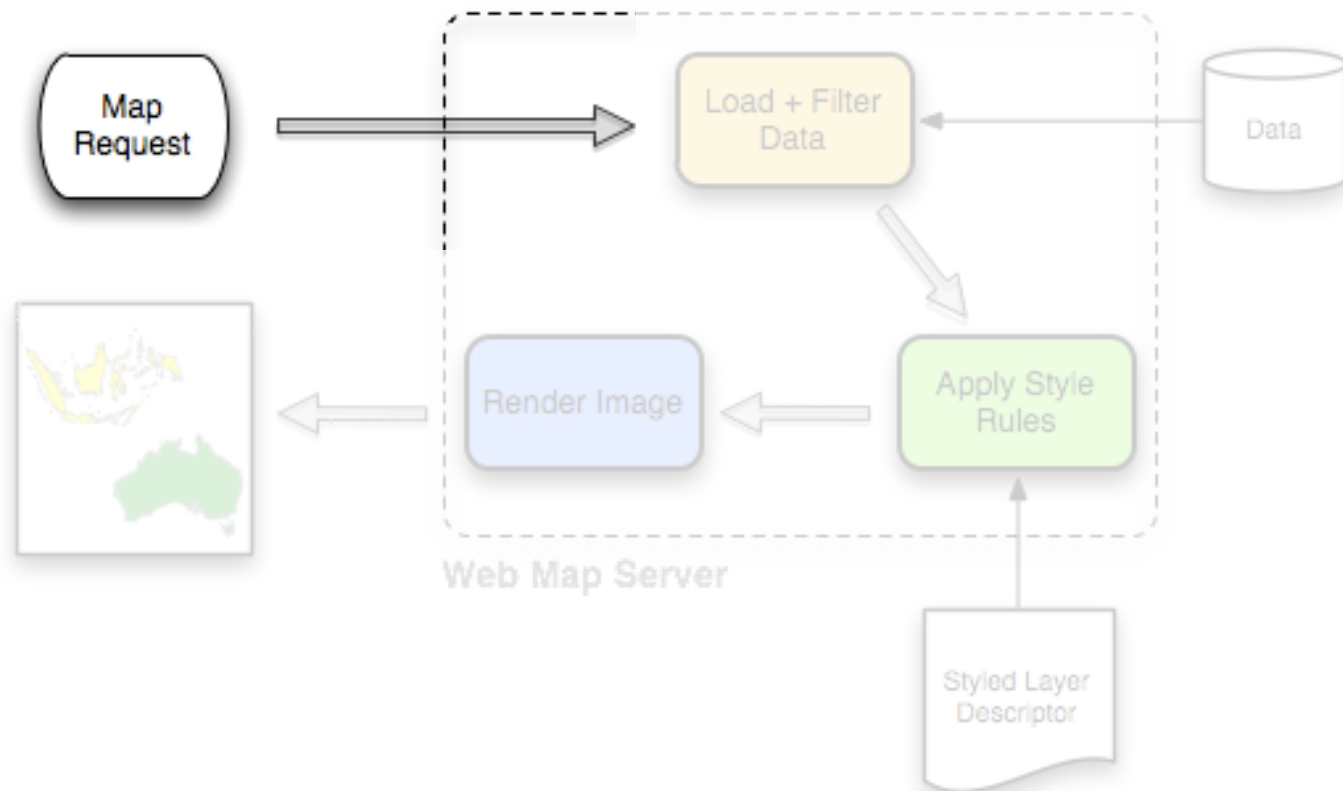 Map
Request
Load + Filter
Data
Data
Render Image
Apply Style
Rules
Web Map Server
Styled Layer
Descriptor